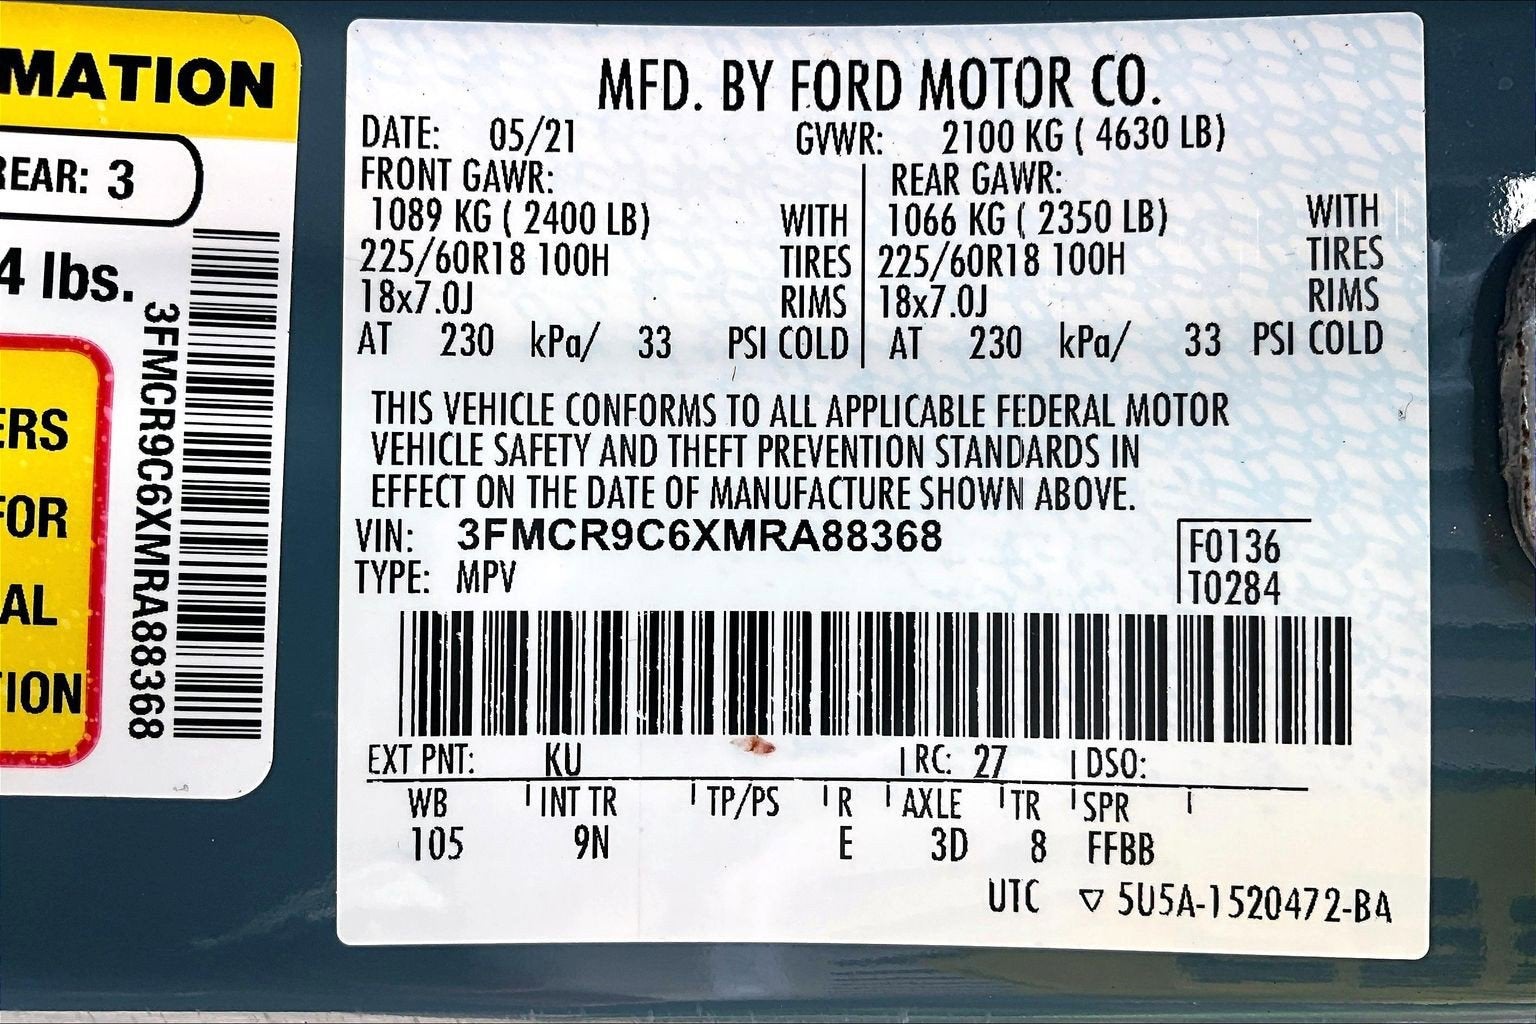 MATION
REAR: 3
4 lbs.
ERS
FOR
AL
TION
3FMCR9C6XMRA88368
MFD. BY FORD MOTOR CO.
DATE: 05/21 GVWR: 2100 KG ( 4630 LB)
FRONT GAWR: REAR GAWR:
1089 KG ( 2400 LB) WITH 1066 KG ( 2350 LB) WITH
225/60R18 100H TIRES 225/60R18 100H TIRES
18x7.0J RIMS 18x7.0J RIMS
AT 230 kPa/ 33 PSI COLD AT 230 kPa/ 33 PSI COLD
THIS VEHICLE CONFORMS TO ALL APPLICABLE FEDERAL MOTOR
VEHICLE SAFETY AND THEFT PREVENTION STANDARDS IN
EFFECT ON THE DATE OF MANUFACTURE SHOWN ABOVE.
VIN: 3FMCR9C6XMRA88368 F0136
TYPE: MPV T0284
EXT PNT: KU RC: 27 DSO:
WB INT TR TP/PS R AXLE TR SPR
105 9N E 3D 8 FFBB
UTC ▽ 5U5A-1520472-BA